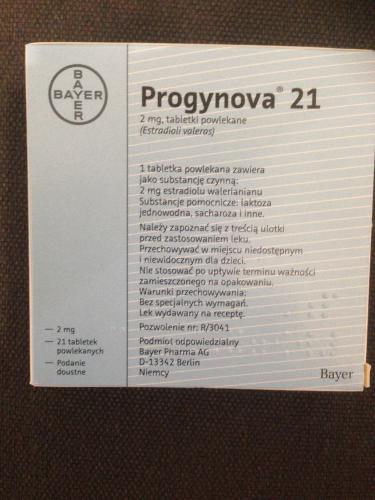 BAYER
BAYER
Progynova® 21
2 mg, tabletki powlekane
(Estradioli valeras)
1 tabletka powlekana zawiera
jako substancję czynną:
2 mg estradiolu walerianianu
Substancje pomocnicze: laktoza
jednowodna, sacharoza i inne.
Należy zapoznać się z treścią ulotki
przed zastosowaniem leku.
Przechowywać w miejscu niedostępnym
i niewidocznym dla dzieci.
Nie stosować po upływie terminu ważności
zamieszczonego na opakowaniu.
Warunki przechowywania:
Bez specjalnych wymagań.
Lek wydawany na receptę.
Pozwolenie nr: R/3041
Podmiot odpowiedzialny
Bayer Pharma AG
D-13342 Berlin
Niemcy
— 2 mg
— 21 tabletek
powlekanych
— Podanie
doustne
Bayer